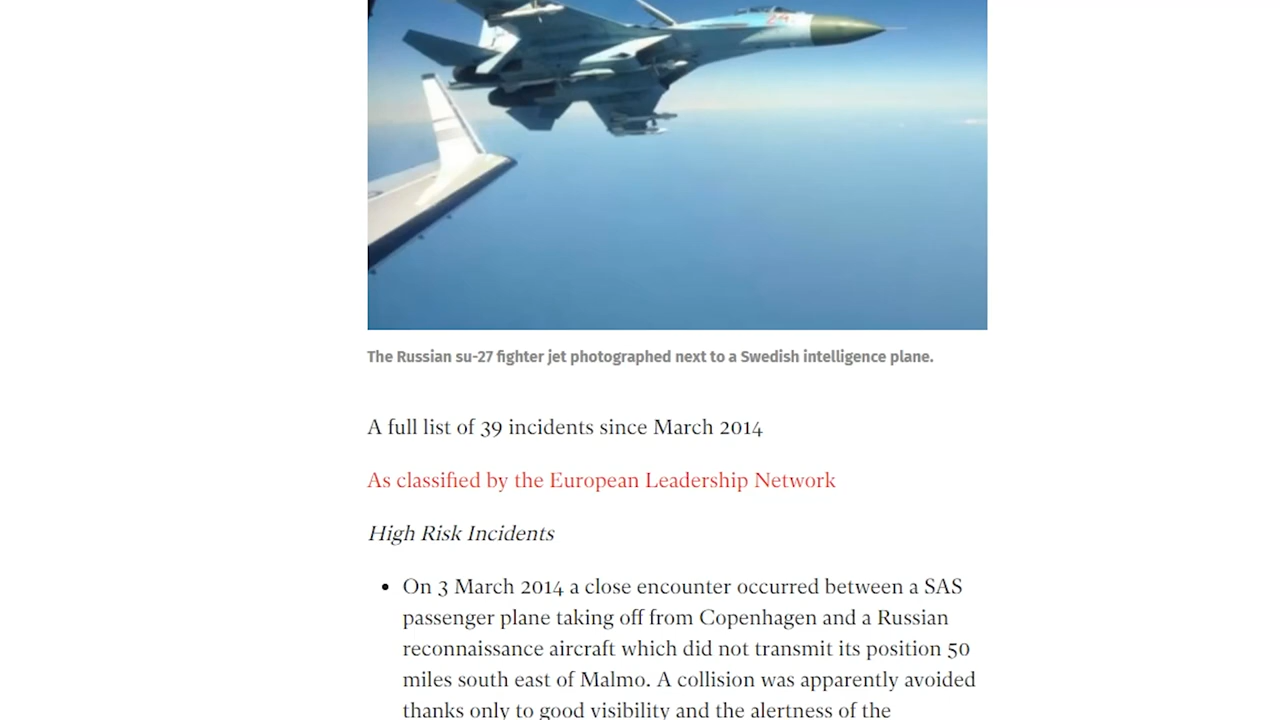 24
The Russian su-27 fighter jet photographed next to a Swedish intelligence plane.
A full list of 39 incidents since March 2014
As classified by the European Leadership Network
High Risk Incidents
• On 3 March 2014 a close encounter occurred between a SAS
passenger plane taking off from Copenhagen and a Russian
reconnaissance aircraft which did not transmit its position 50
miles south east of Malmo. A collision was apparently avoided
thanks only to good visibility and the alertness of the